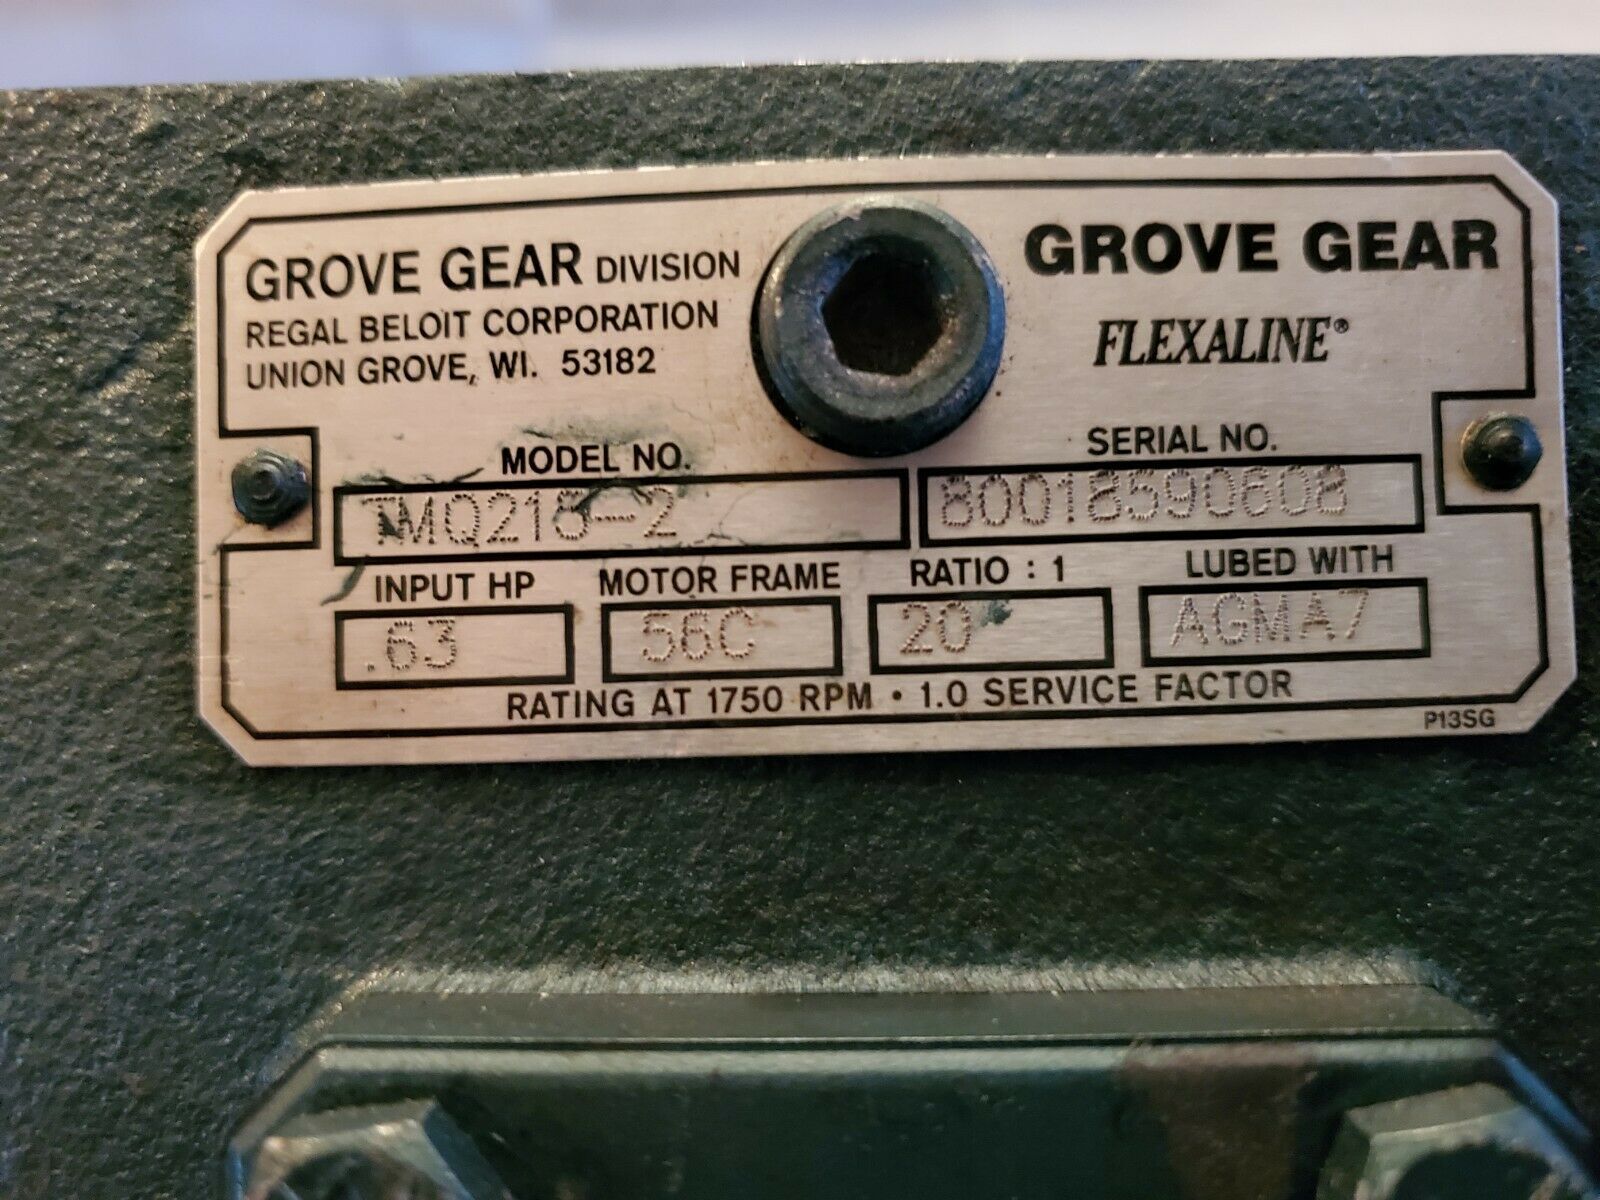 GROVE GEAR DIVISION
REGAL BELOIT CORPORATION
UNION GROVE, WI. 53182
GROVE GEAR
FLEXALINE®
MODEL NO.
TMQ218-2
SERIAL NO.
80018590608
INPUT HP
.63
MOTOR FRAME
56C
RATIO : 1
20
LUBED WITH
AGMA7
RATING AT 1750 RPM • 1.0 SERVICE FACTOR
P13SG